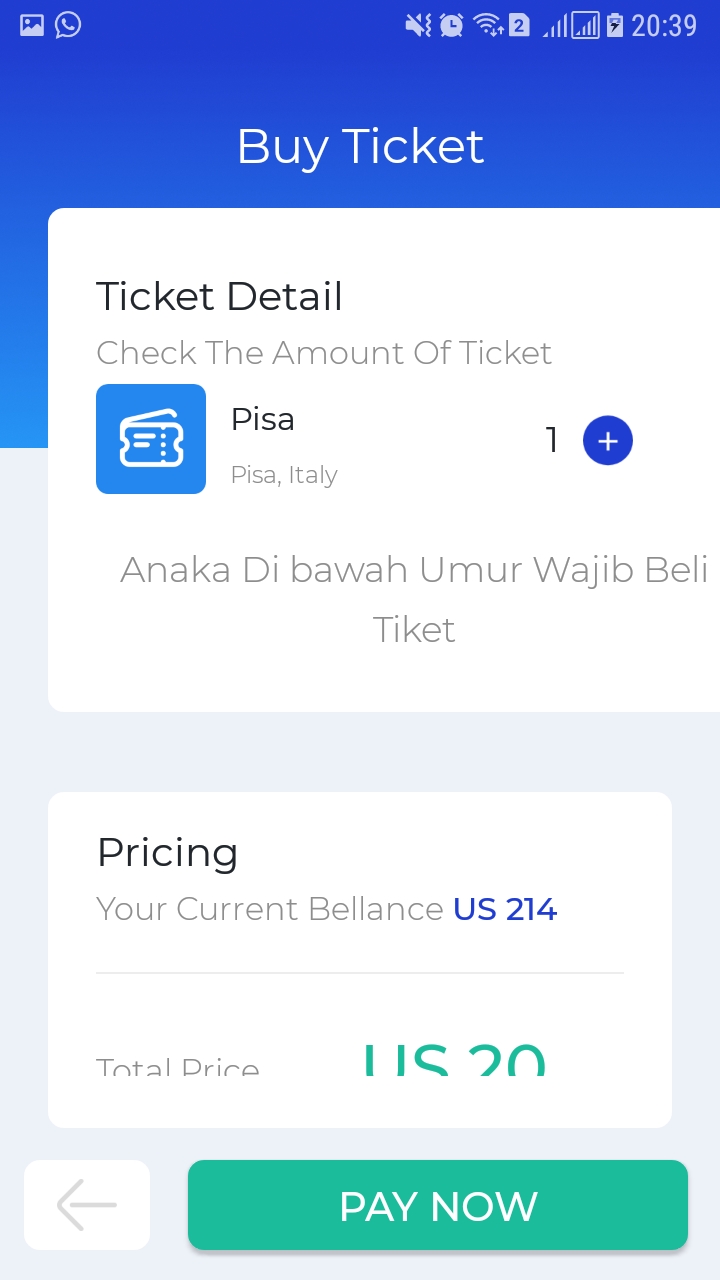 2 20:39
Buy Ticket
Ticket Detail
Check The Amount Of Ticket
Pisa
1 +
Pisa, Italy
Anaka Di bawah Umur Wajib Beli
Tiket
Pricing
Your Current Bellance US 214
Total Price US 20
PAY NOW